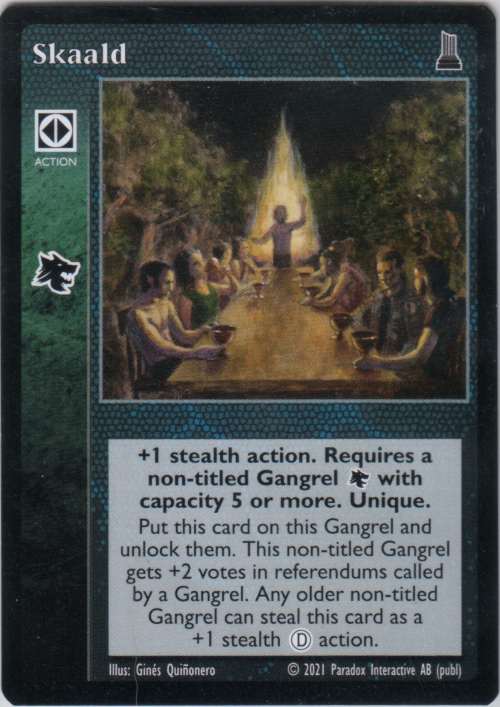 Skaald
ACTION
+1 stealth action. Requires a
non-titled Gangrel with
capacity 5 or more. Unique.
Put this card on this Gangrel and
unlock them. This non-titled Gangrel
gets +2 votes in referendums called
by a Gangrel. Any older non-titled
Gangrel can steal this card as a
+1 stealth Ⓓ action.
Illus: Ginés Quiñonero © 2021 Paradox Interactive AB (publ)